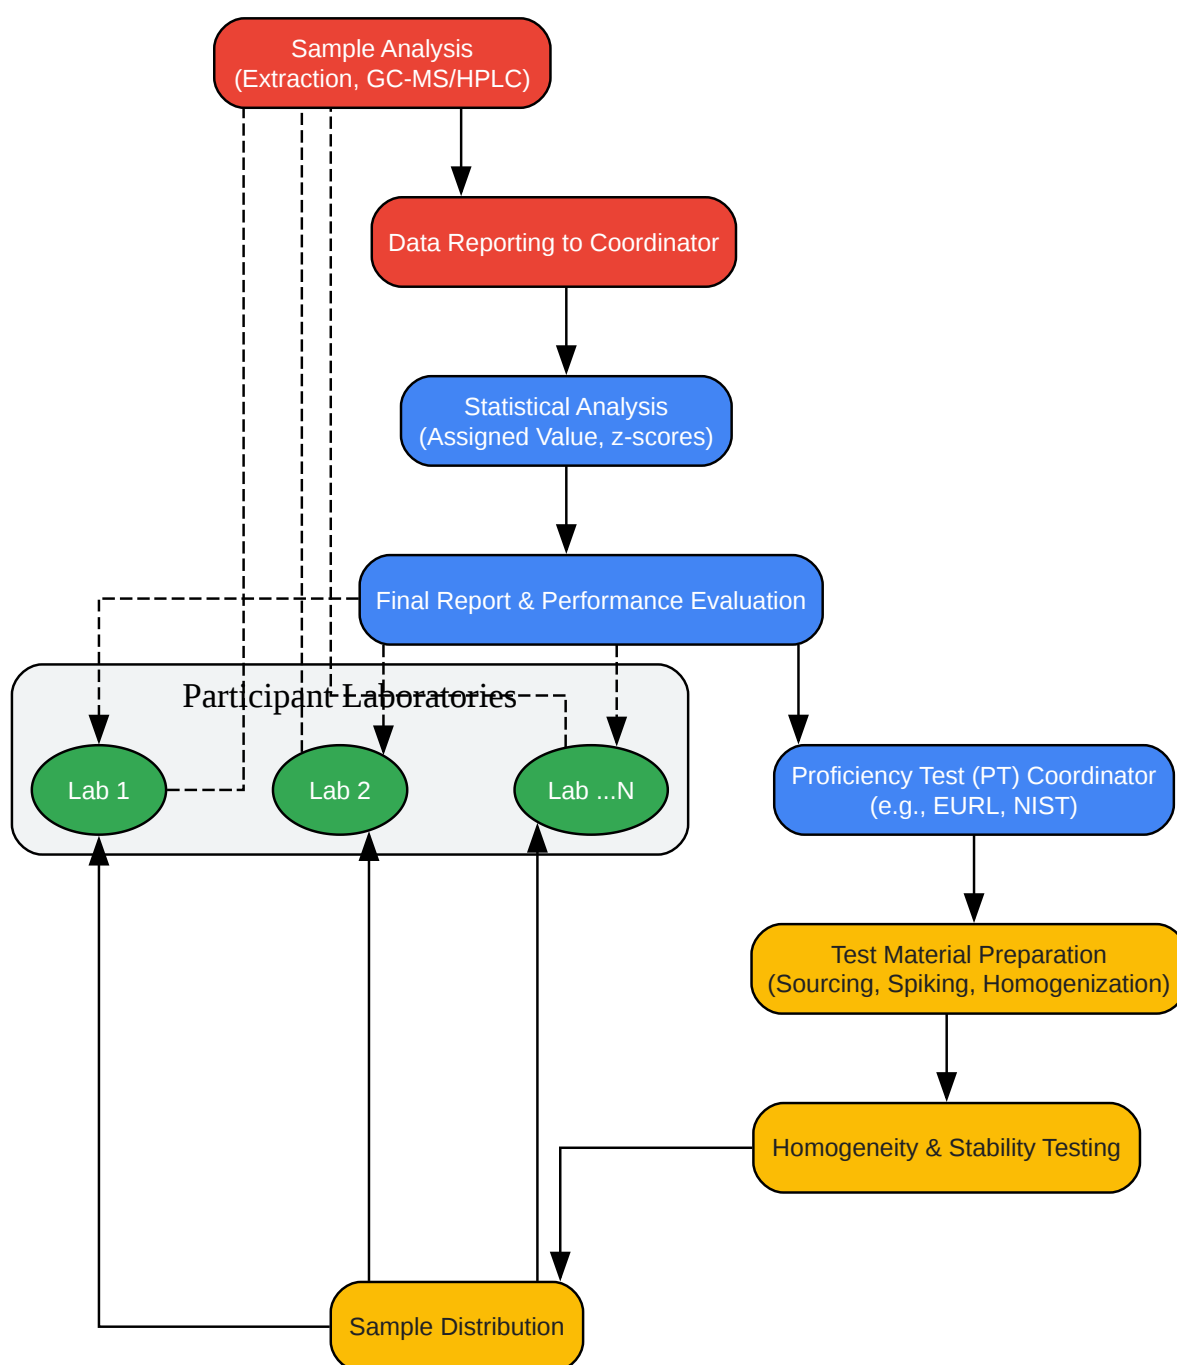 Sample Analysis
(Extraction, GC-MS/HPLC)
Data Reporting to Coordinator
Statistical Analysis
(Assigned Value, z-scores)
Final Report & Performance Evaluation
Participant Laboratories
Lab 1
Lab 2
Lab ...N
Proficiency Test (PT) Coordinator
(e.g., EURL, NIST)
Test Material Preparation
(Sourcing, Spiking, Homogenization)
Homogeneity & Stability Testing
Sample Distribution